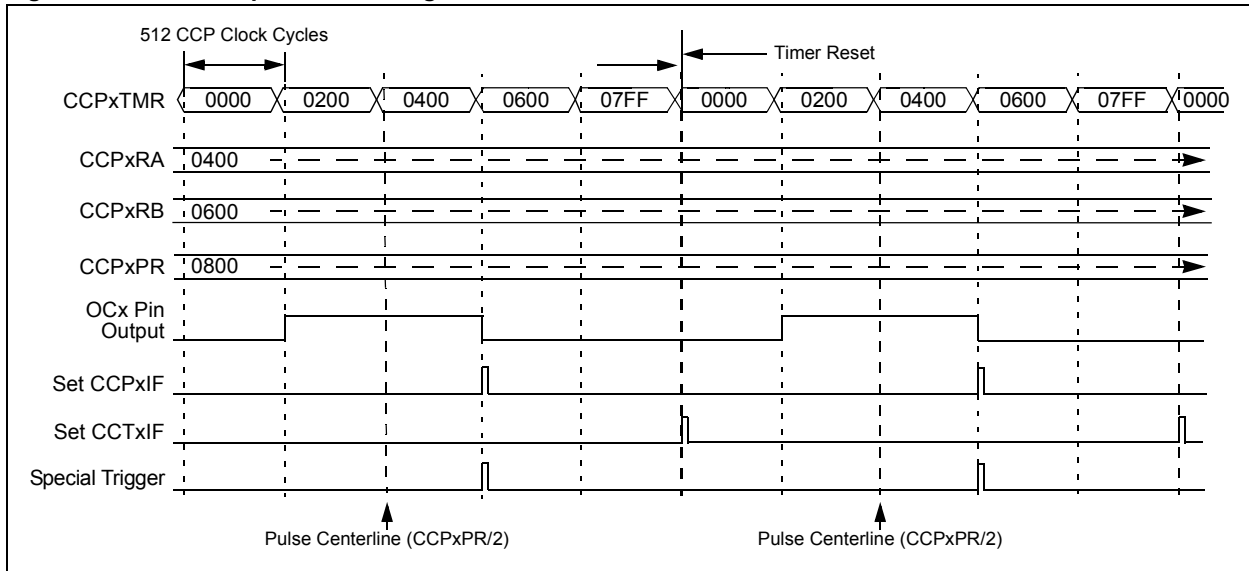 512 CCP Clock Cycles
Timer Reset
CCPxTMR 0000 0200 0400 0600 07FF 0000 0200 0400 0600 07FF 0000
CCPxRA 0400
CCPxRB 0600
CCPxPR 0800
OCx Pin
Output
Set CCPxIF
Set CCTxIF
Special Trigger
Pulse Centerline (CCPxPR/2) Pulse Centerline (CCPxPR/2)